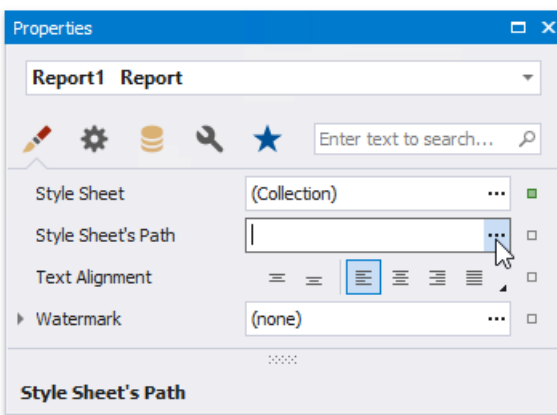 Properties
Report1 Report
Enter text to search...
Style Sheet (Collection) ...
Style Sheet's Path ...
Text Alignment
Watermark (none) ...
Style Sheet's Path